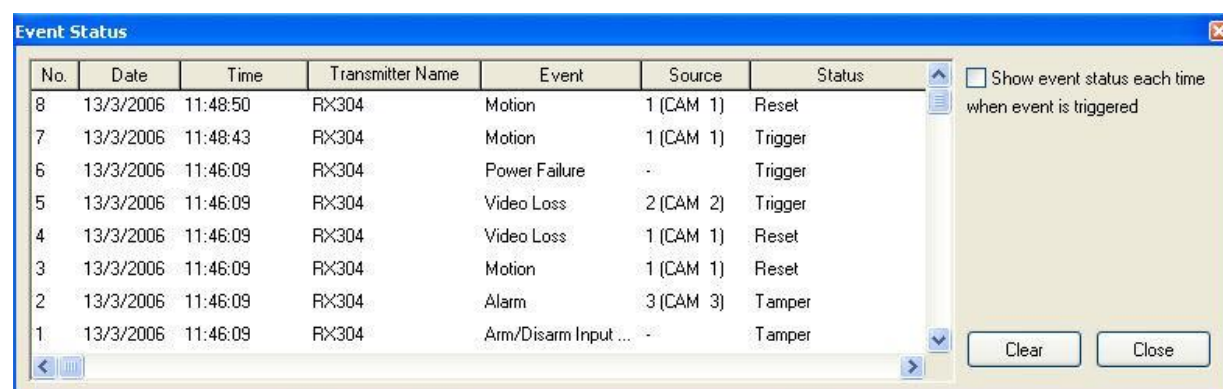 Event Status
No. Date Time Transmitter Name Event Source Status
8 13/3/2006 11:48:50 RX304 Motion 1 (CAM 1) Reset
7 13/3/2006 11:48:43 RX304 Motion 1 (CAM 1) Trigger
6 13/3/2006 11:46:09 RX304 Power Failure - Trigger
5 13/3/2006 11:46:09 RX304 Video Loss 2 (CAM 2) Trigger
4 13/3/2006 11:46:09 RX304 Video Loss 1 (CAM 1) Reset
3 13/3/2006 11:46:09 RX304 Motion 1 (CAM 1) Reset
2 13/3/2006 11:46:09 RX304 Alarm 3 (CAM 3) Tamper
1 13/3/2006 11:46:09 RX304 Arm/Disarm Input ... - Tamper
Show event status each time
when event is triggered
Clear Close